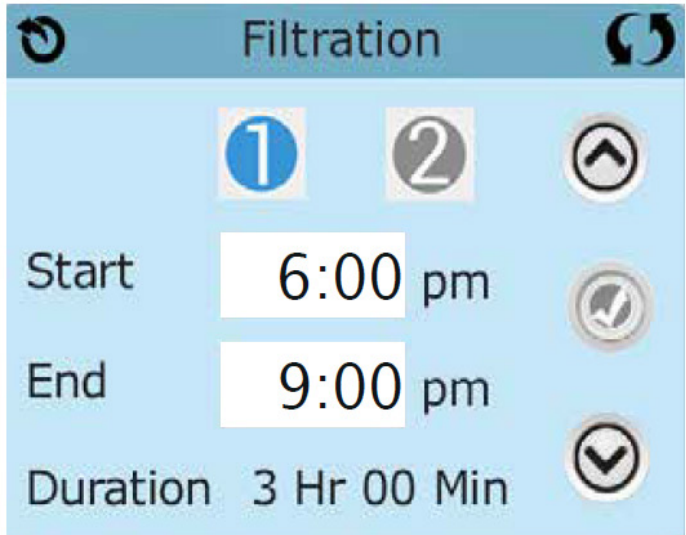 Filtration
1 2
Start 6:00 pm
End 9:00 pm
Duration 3 Hr 00 Min